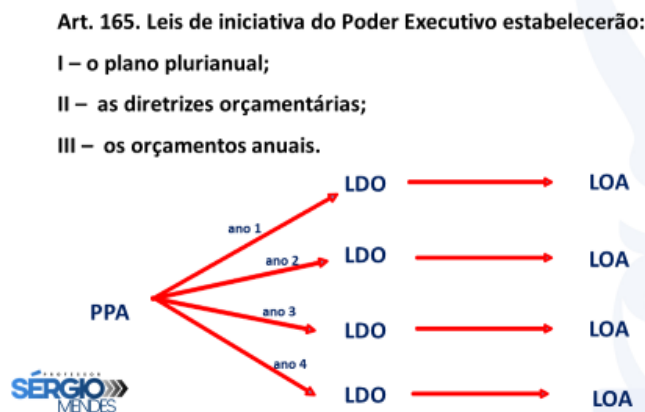 Art. 165. Leis de iniciativa do Poder Executivo estabelecerão:
I – o plano plurianual;
II – as diretrizes orçamentárias;
III – os orçamentos anuais.
LDO LOA
ano 1
LDO LOA
ano 2
PPA
ano 3
LDO LOA
ano 4
LDO LOA
PROFESSOR
SÉRGIO
MENDES